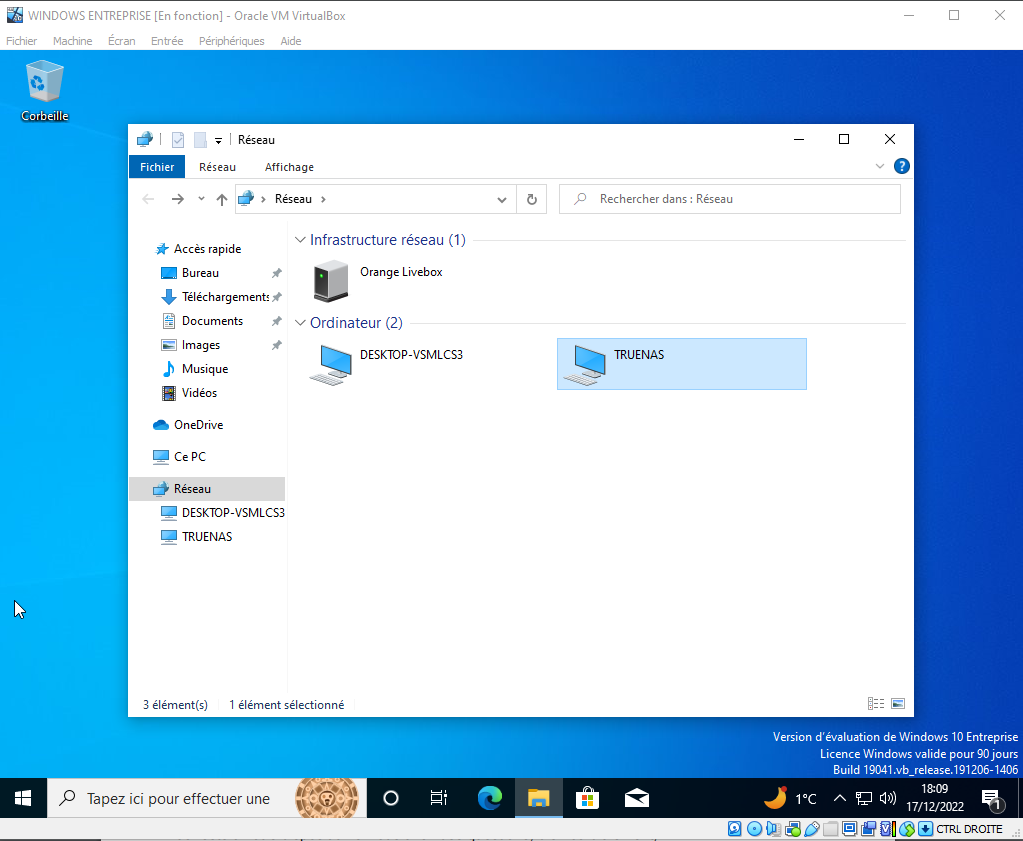 WINDOWS ENTREPRISE [En fonction] - Oracle VM VirtualBox
Fichier Machine Écran Entrée Périphériques Aide
Corbeille
Réseau
Fichier Réseau Affichage
Réseau
Rechercher dans : Réseau
Accès rapide
Bureau
Téléchargements
Documents
Images
Musique
Vidéos
OneDrive
Ce PC
Réseau
DESKTOP-VSMLCS3
TRUENAS
Infrastructure réseau (1)
Orange Livebox
Ordinateur (2)
DESKTOP-VSMLCS3
TRUENAS
3 élément(s) 1 élément sélectionné
Version d'évaluation de Windows 10 Entreprise
Licence Windows valide pour 90 jours
Build 19041.vb_release.191206-1406
Tapez ici pour effectuer une
1°C
18:09
17/12/2022
1
CTRL DROITE